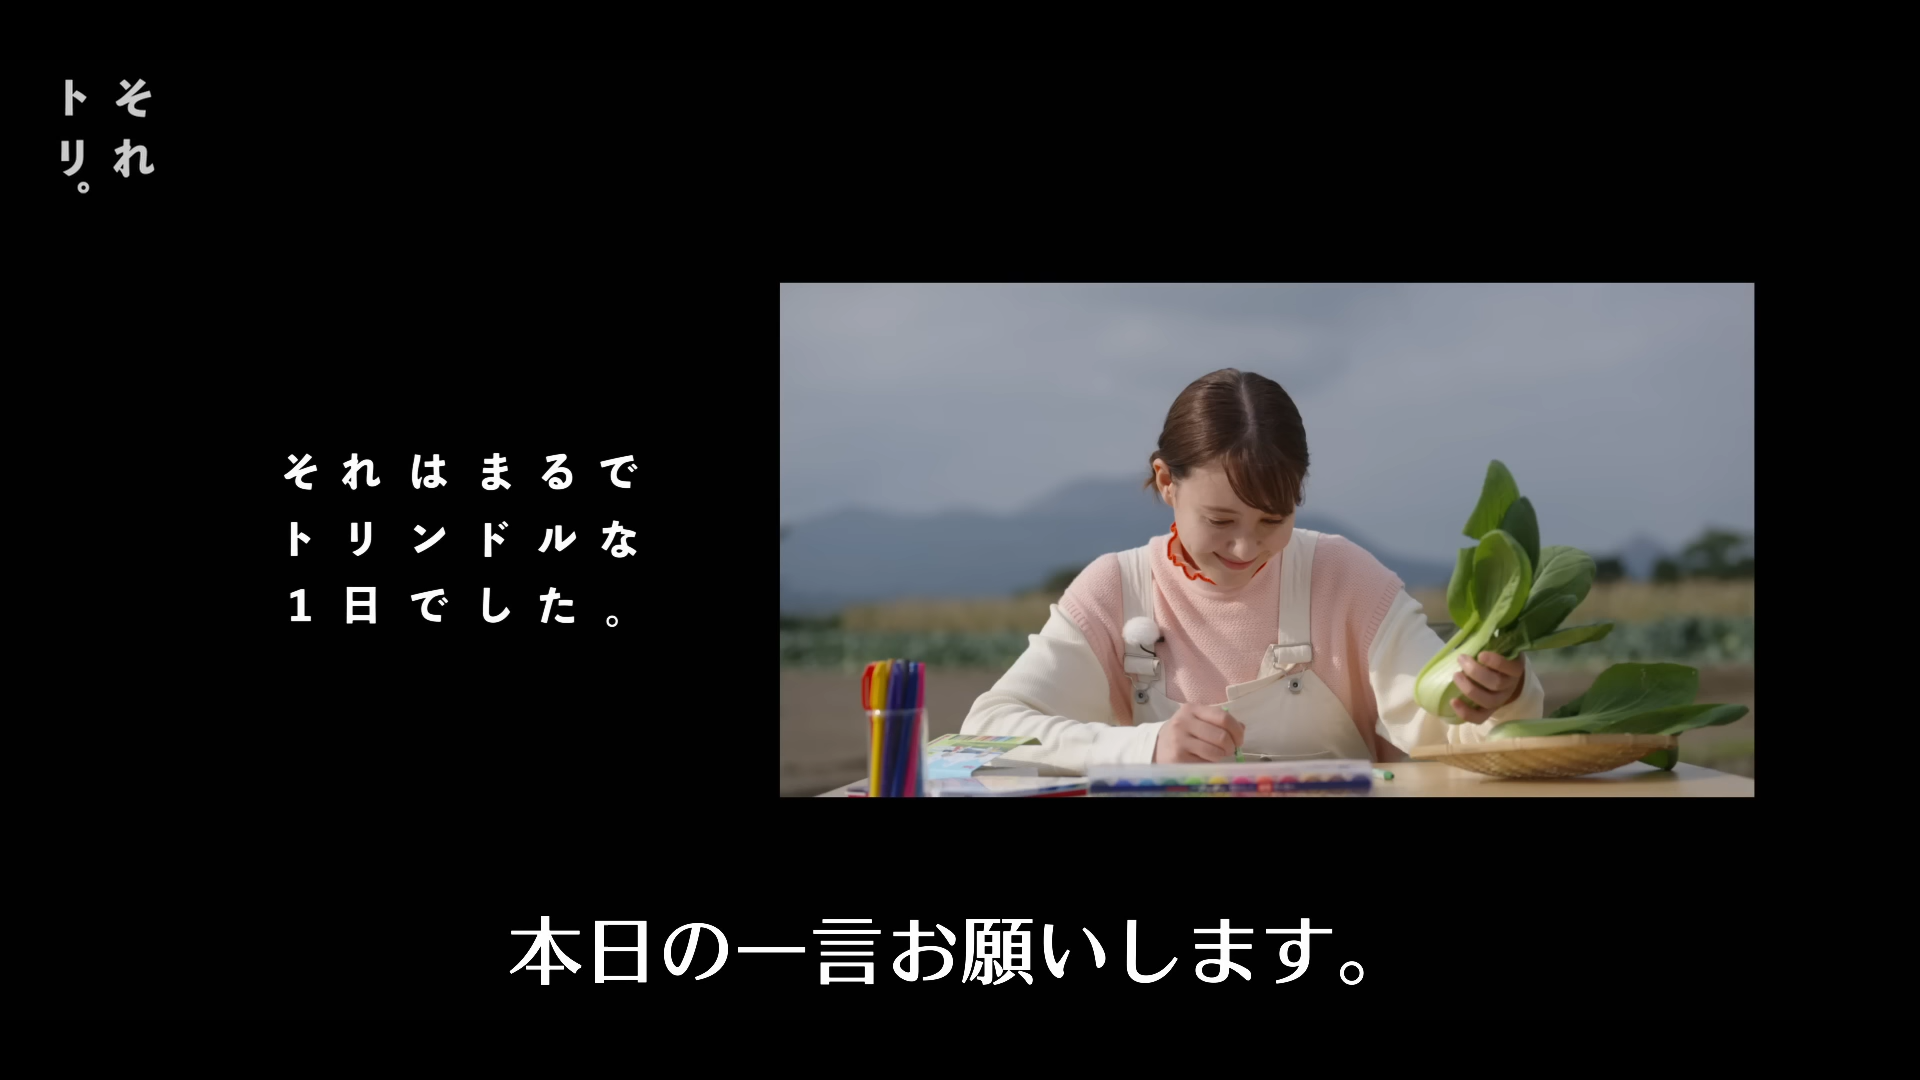 それ
トリ。
それはまるで
トリンドルな
1日でした。
本日の一言お願いします。